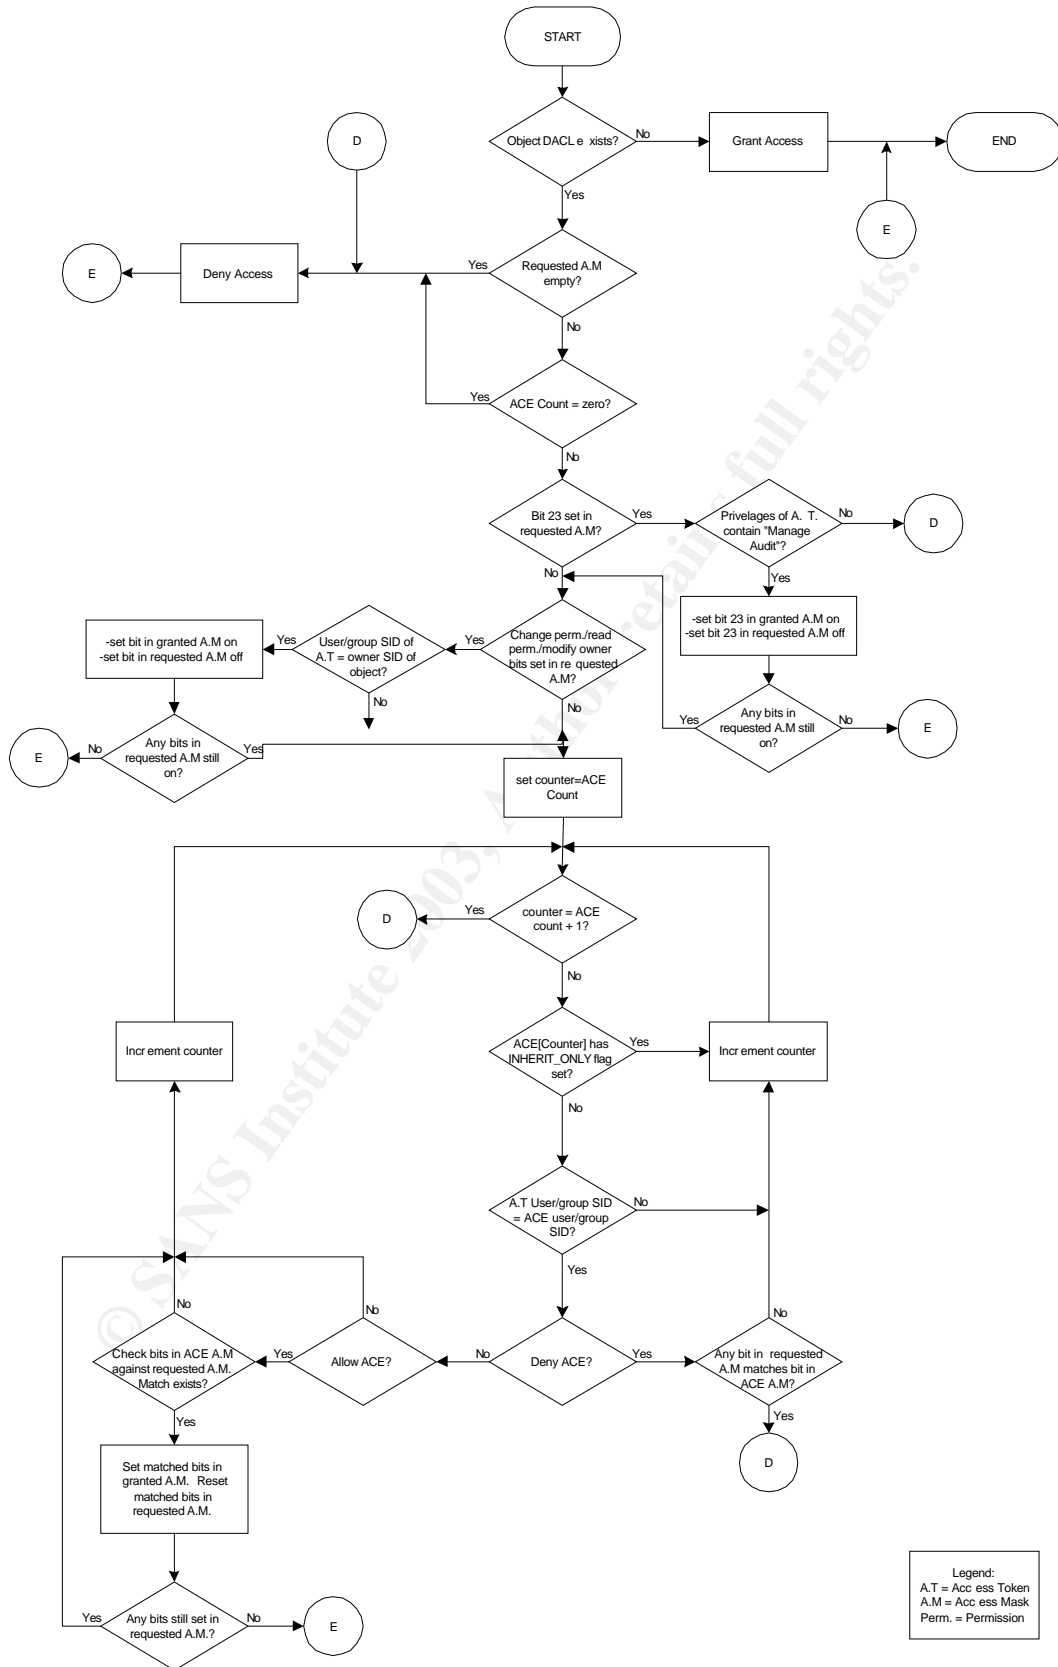 START
Object DACL e xists?
No
Grant Access
END
D
Yes
E
E
Deny Access
Yes
Requested A.M
empty?
No
Yes
ACE Count = zero?
No
Bit 23 set in
requested A.M?
Yes
Privelages of A. T.
contain "Manage
Audit"?
No
D
No
Yes
-set bit in granted A.M on
-set bit in requested A.M off
Yes
User/group SID of
A.T = owner SID of
object?
Yes
Change perm./read
perm./modify owner
bits set in re quested
A.M?
-set bit 23 in granted A.M on
-set bit 23 in requested A.M off
No
No
E
No
Any bits in
requested A.M still
on?
Yes
Yes
Any bits in
requested A.M still
on?
No
E
set counter=ACE
Count
D
Yes
counter = ACE
count + 1?
No
Incr ement counter
ACE[Counter] has
INHERIT_ONLY flag
set?
Yes
Incr ement counter
No
A.T User/group SID
= ACE user/group
SID?
No
Yes
No
No
No
Check bits in ACE A.M
against requested A.M.
Match exists?
Yes
Allow ACE?
No
Deny ACE?
Yes
Any bit in requested
A.M matches bit in
ACE A.M?
Yes
Yes
D
Set matched bits in
granted A.M. Reset
matched bits in
requested A.M.
Yes
Any bits still set in
requested A.M.?
No
E
Legend:
A.T = Acc ess Token
A.M = Acc ess Mask
Perm. = Permission
© SANS Institute 2003, Author retains full rights.